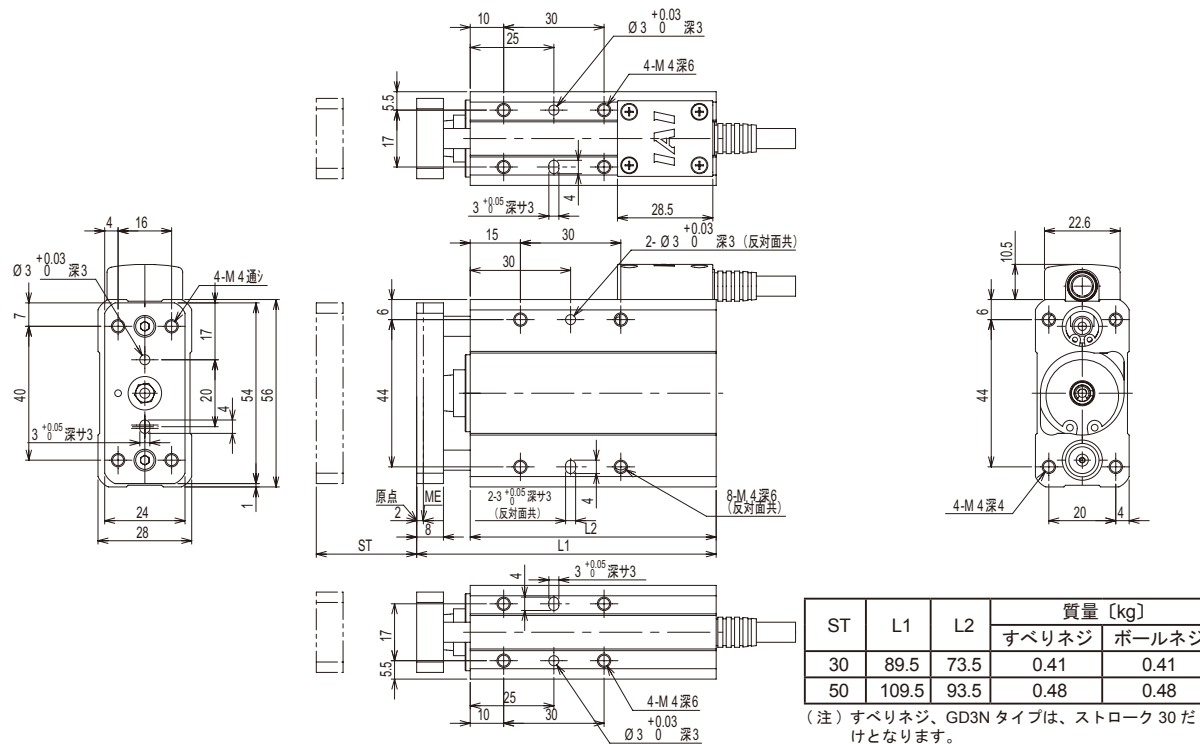 10
30
Ø 3 +0.03 0 深3
25
4-M 4 深6
5.5
17
IAI
3 +0.05 0 深サ3
4
28.5
4
16
Ø 3 +0.03 0 深3
4-M 4 通シ
7
40
17
20
4
54
56
3 +0.05 0 深サ3
24
28
1
15
30
2- Ø 3 +0.03 0 深3 (反対面共)
30
6
44
原点
ME
2
8
2-3 +0.05 0 深サ3
(反対面共)
4
8-M 4 深6
(反対面共)
L2
ST
L1
22.6
10.5
6
44
4-M 4 深4
20
4
4
3 +0.05 0 深サ3
17
5.5
25
10
30
4-M 4 深6
Ø 3 +0.03 0 深3
ST L1 L2 質量〔kg〕
すべりネジ ボールネジ
30 89.5 73.5 0.41 0.41
50 109.5 93.5 0.48 0.48
(注) すべりネジ、GD3N タイプは、ストローク 30 だ
けとなります。